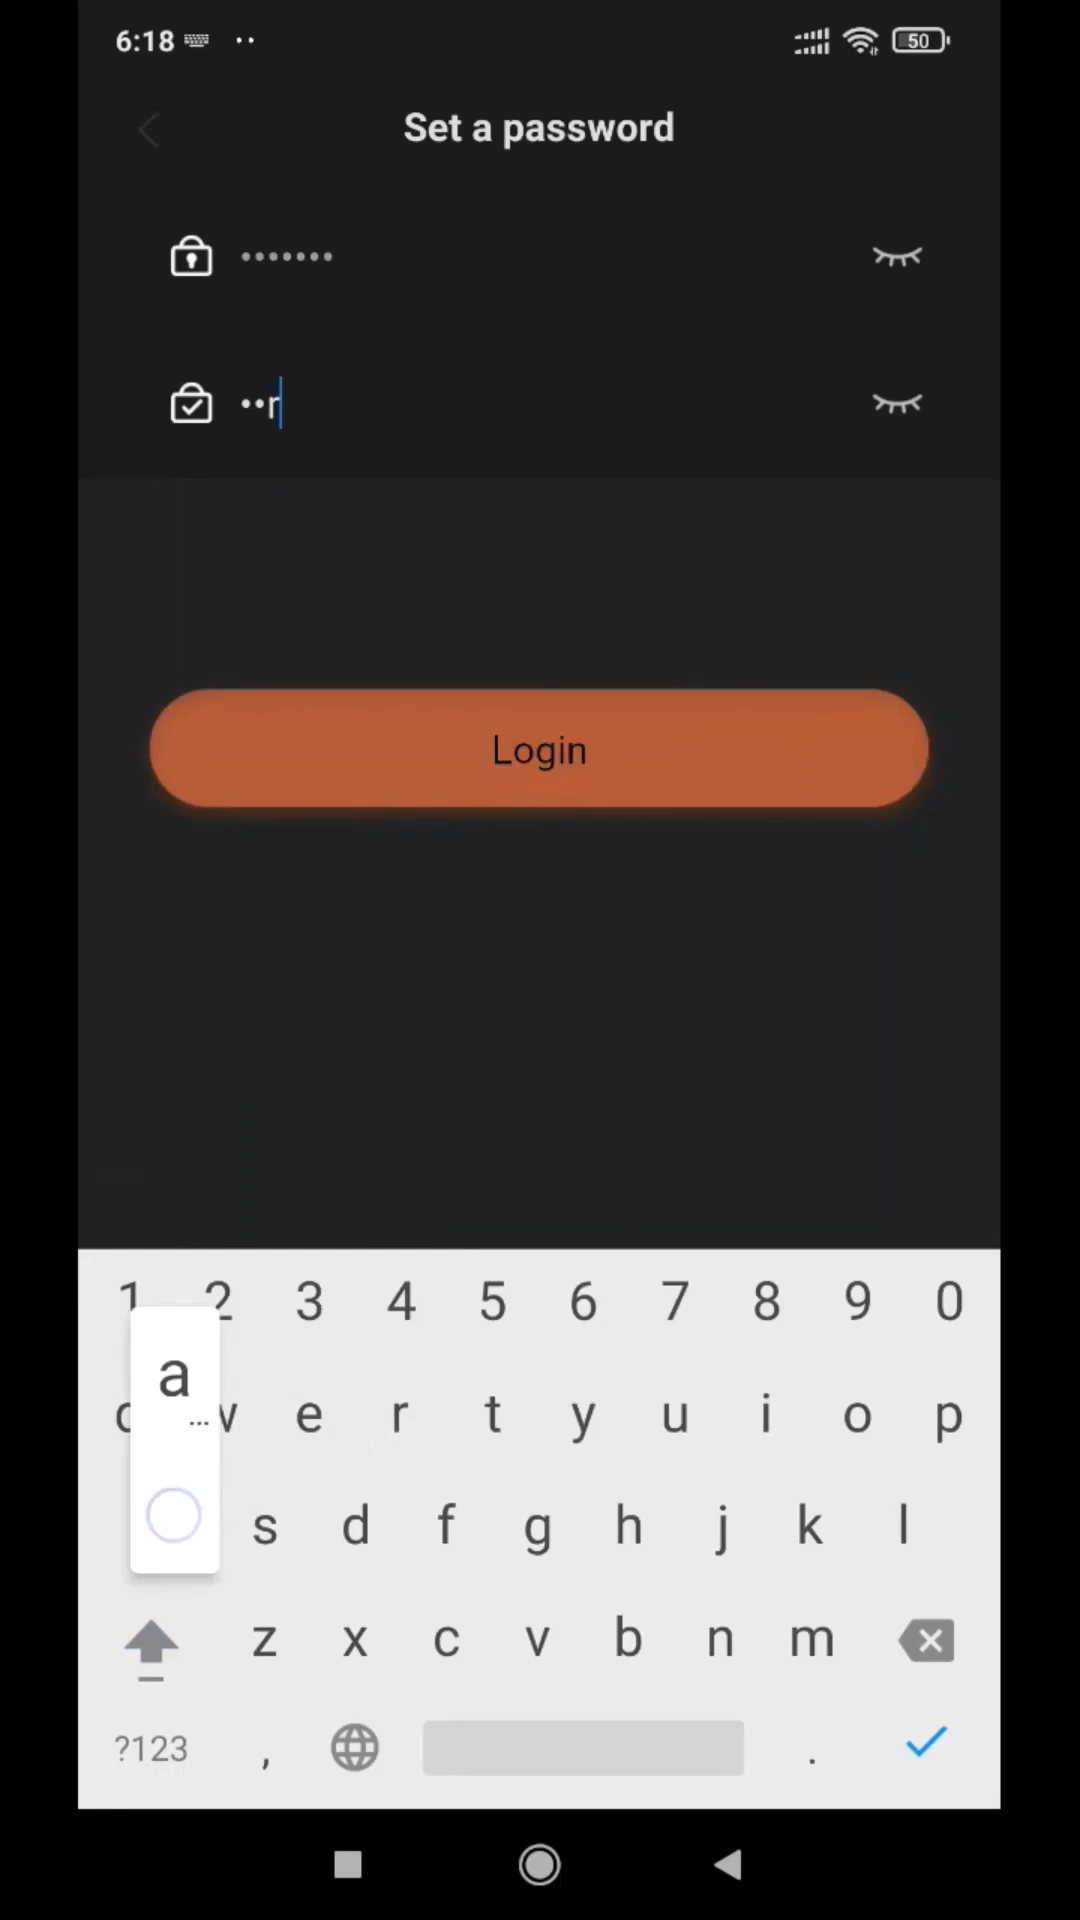 6:18 50
Set a password
•••••••
••r
Login
1 2 3 4 5 6 7 8 9 0
a
... w e r t y u i o p
s d f g h j k l
z x c v b n m
?123 , .